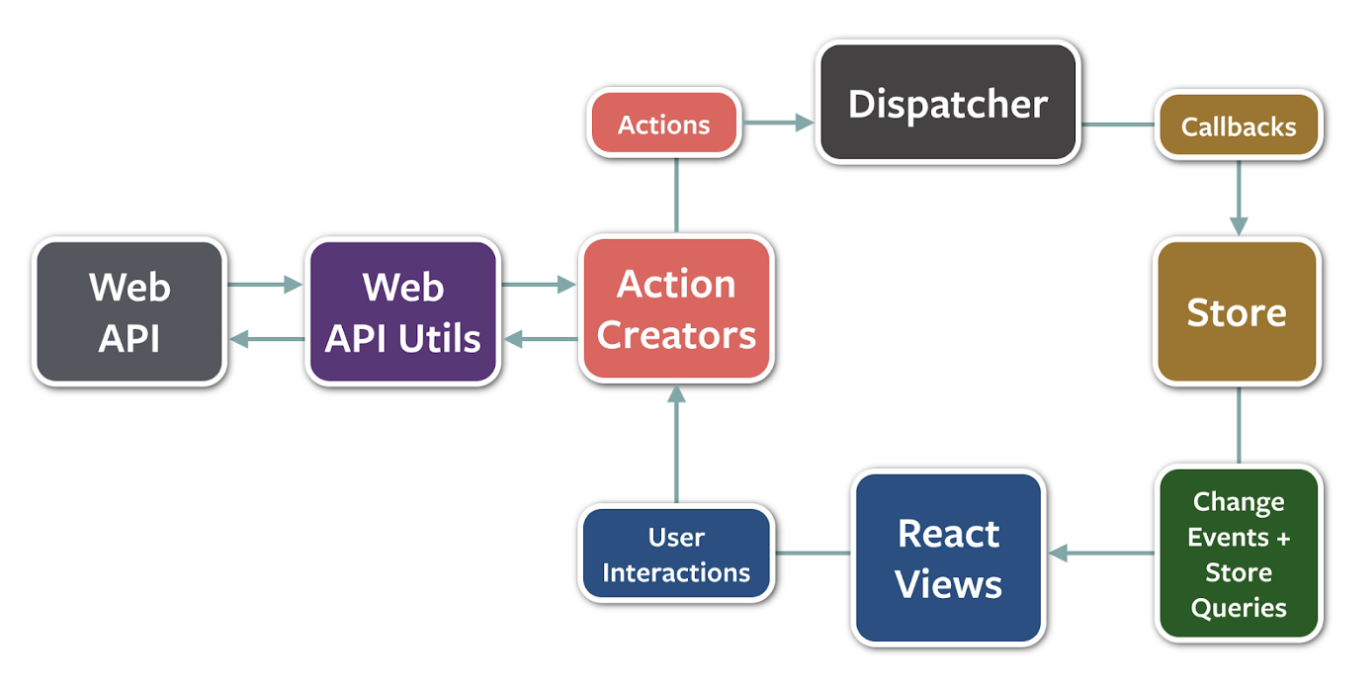 Dispatcher
Actions
Callbacks
Web
API
Web
API Utils
Action
Creators
Store
Change
Events +
Store
Queries
React
Views
User
Interactions